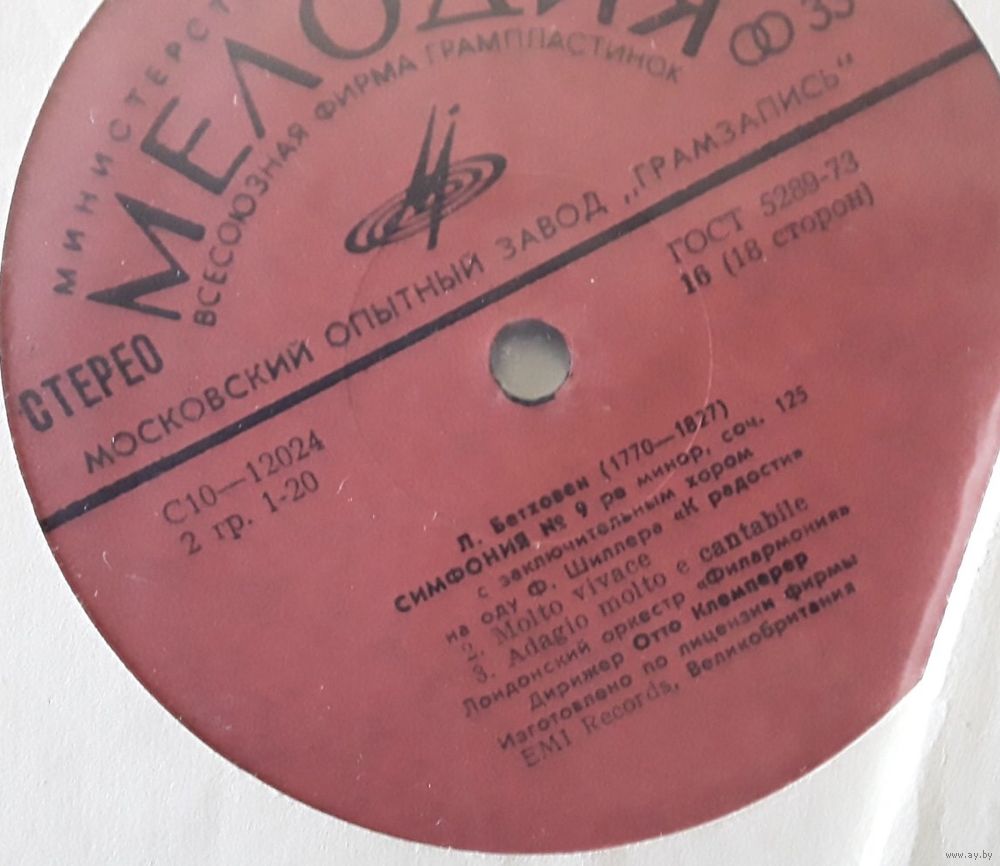 МИНИСТЕРСТ
МЕЛОДИЯ
33
ВСЕСОЮЗНАЯ ФИРМА ГРАМПЛАСТИНОК
МОСКОВСКИЙ ОПЫТНЫЙ ЗАВОД „ГРАМЗАПИСЬ“
СТЕРЕО
ГОСТ 5289-73
16 (18 сторон)
С10—12024
2 гр. 1-20
Л. Бетховен (1770—1827)
СИМФОНИЯ № 9 ре минор, соч. 125
с заключительным хором
на оду Ф. Шиллера «К радости»
2. Molto vivace
3. Adagio molto e cantabile
Лондонский оркестр «Филармония»
Дирижер Отто Клемперер
Изготовлено по лицензии фирмы
EMI Records, Великобритания
www.ay.by